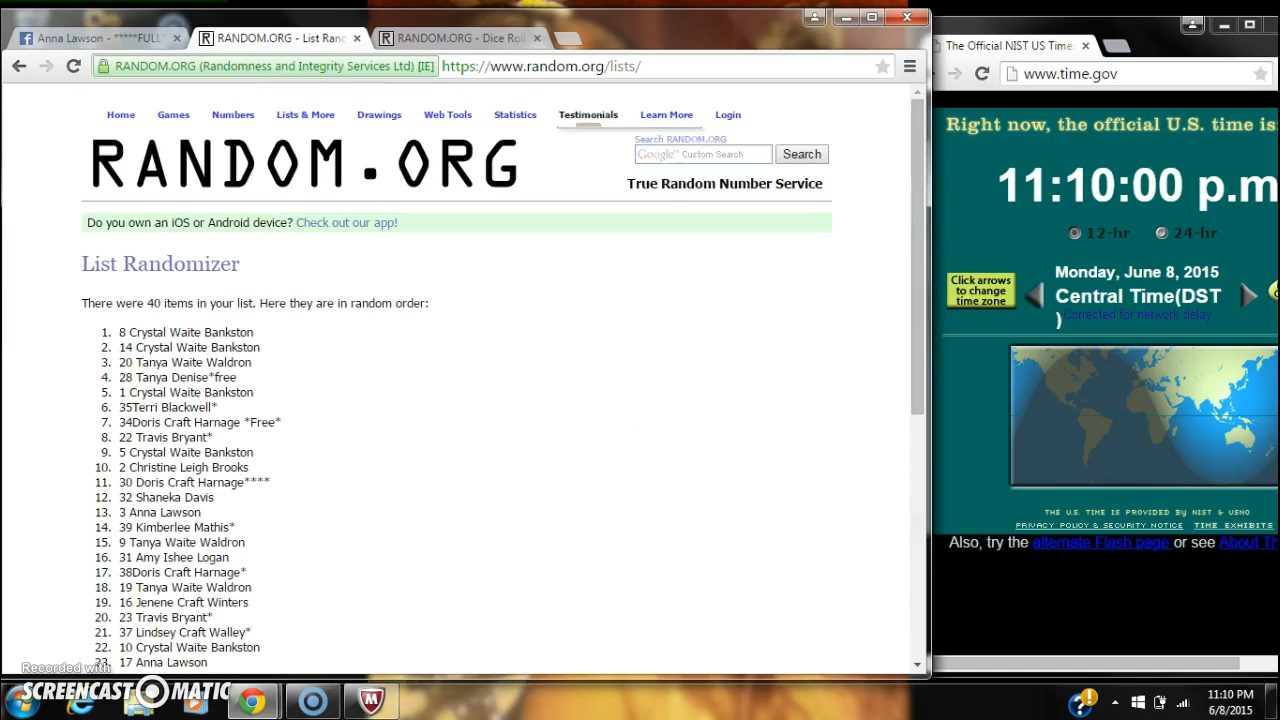 Anna Lawson - *****FULL*
RANDOM.ORG - List Ranc
RANDOM.ORG - Dice Roll
RANDOM.ORG (Randomness and Integrity Services Ltd) [IE]
https://www.random.org/lists/
Home Games Numbers Lists & More Drawings Web Tools Statistics Testimonials Learn More Login
RANDOM.ORG
Search RANDOM.ORG
Google™ Custom Search
Search
True Random Number Service
Do you own an iOS or Android device? Check out our app!
List Randomizer
There were 40 items in your list. Here they are in random order:
1. 8 Crystal Waite Bankston
2. 14 Crystal Waite Bankston
3. 20 Tanya Waite Waldron
4. 28 Tanya Denise*free
5. 1 Crystal Waite Bankston
6. 35Terri Blackwell*
7. 34Doris Craft Harnage *Free*
8. 22 Travis Bryant*
9. 5 Crystal Waite Bankston
10. 2 Christine Leigh Brooks
11. 30 Doris Craft Harnage****
12. 32 Shaneka Davis
13. 3 Anna Lawson
14. 39 Kimberlee Mathis*
15. 9 Tanya Waite Waldron
16. 31 Amy Ishee Logan
17. 38Doris Craft Harnage*
18. 19 Tanya Waite Waldron
19. 16 Jenene Craft Winters
20. 23 Travis Bryant*
21. 37 Lindsey Craft Walley*
22. 10 Crystal Waite Bankston
23. 17 Anna Lawson
The Official NIST US Time:
www.time.gov
Right now, the official U.S. time is
11:10:00 p.m
12-hr 24-hr
Click arrows
to change
time zone
Monday, June 8, 2015
Central Time(DST
)
Corrected for network delay
THE U.S. TIME IS PROVIDED BY NIST & USNO
PRIVACY POLICY & SECURITY NOTICE TIME EXHIBITS
Also, try the alternate Flash page or see About Th
Recorded with
SCREENCAST MATIC
11:10 PM
6/8/2015